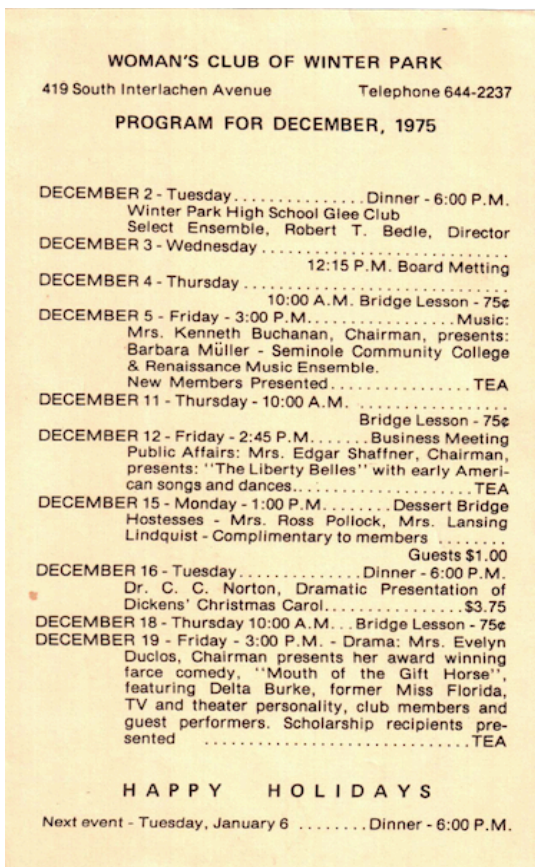 WOMAN'S CLUB OF WINTER PARK
419 South Interlachen Avenue Telephone 644-2237
PROGRAM FOR DECEMBER, 1975
DECEMBER 2 - Tuesday...............Dinner - 6:00 P.M.
Winter Park High School Glee Club
Select Ensemble, Robert T. Bedle, Director
DECEMBER 3 - Wednesday ..............................
12:15 P.M. Board Metting
DECEMBER 4 - Thursday ................................
10:00 A.M. Bridge Lesson - 75¢
DECEMBER 5 - Friday - 3:00 P.M.................Music:
Mrs. Kenneth Buchanan, Chairman, presents:
Barbara Müller - Seminole Community College
& Renaissance Music Ensemble.
New Members Presented.................TEA
DECEMBER 11 - Thursday - 10:00 A.M. ..................
Bridge Lesson - 75¢
DECEMBER 12 - Friday - 2:45 P.M.......Business Meeting
Public Affairs: Mrs. Edgar Shaffner, Chairman,
presents: "The Liberty Belles" with early Ameri-
can songs and dances.......................TEA
DECEMBER 15 - Monday - 1:00 P.M.........Dessert Bridge
Hostesses - Mrs. Ross Pollock, Mrs. Lansing
Lindquist - Complimentary to members ........
Guests $1.00
DECEMBER 16 - Tuesday..............Dinner - 6:00 P.M.
Dr. C. C. Norton, Dramatic Presentation of
Dickens' Christmas Carol.................$3.75
DECEMBER 18 - Thursday 10:00 A.M...Bridge Lesson - 75¢
DECEMBER 19 - Friday - 3:00 P.M. - Drama: Mrs. Evelyn
Duclos, Chairman presents her award winning
farce comedy, "Mouth of the Gift Horse",
featuring Delta Burke, former Miss Florida,
TV and theater personality, club members and
guest performers. Scholarship recipients pre-
sented ................................TEA
HAPPY HOLIDAYS
Next event - Tuesday, January 6 ........Dinner - 6:00 P.M.